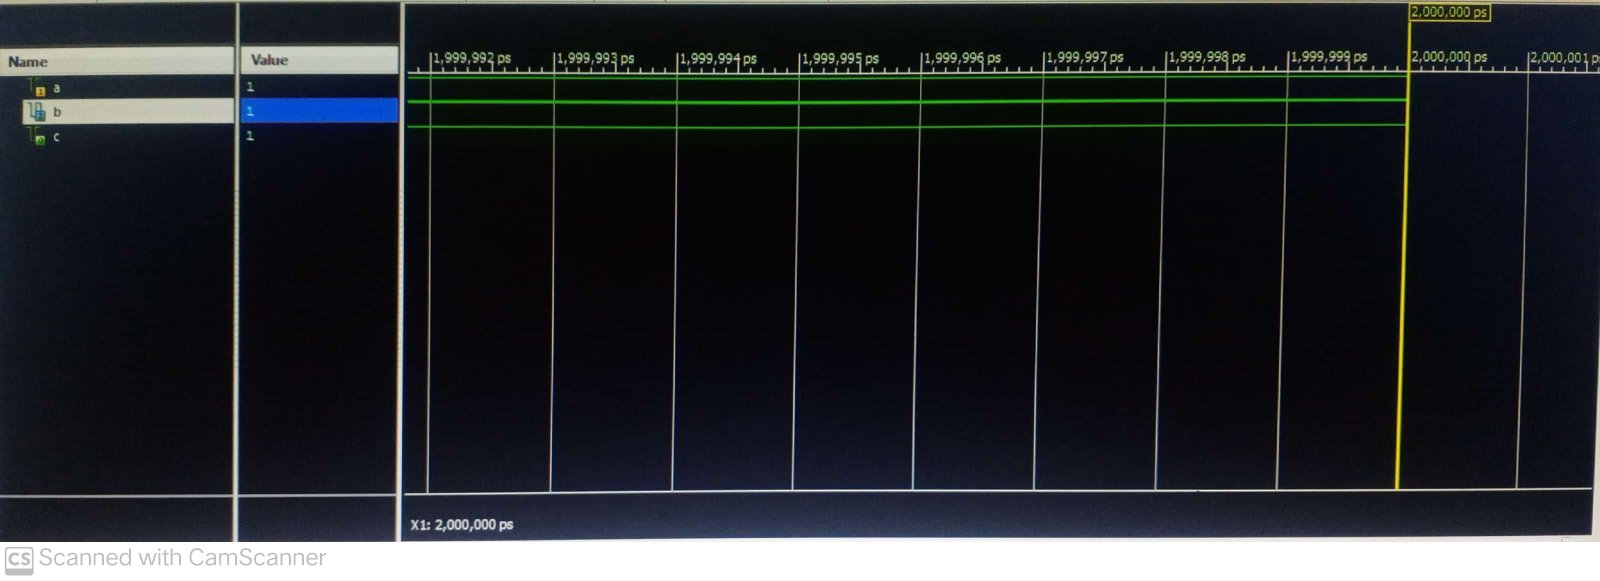 2,000,000 ps
Name Value
1,999,992 ps 1,999,993 ps 1,999,994 ps 1,999,995 ps 1,999,996 ps 1,999,997 ps 1,999,998 ps 1,999,999 ps 2,000,000 ps 2,000,001 ps
a 1
b 1
c 1
X1: 2,000,000 ps
CS Scanned with CamScanner